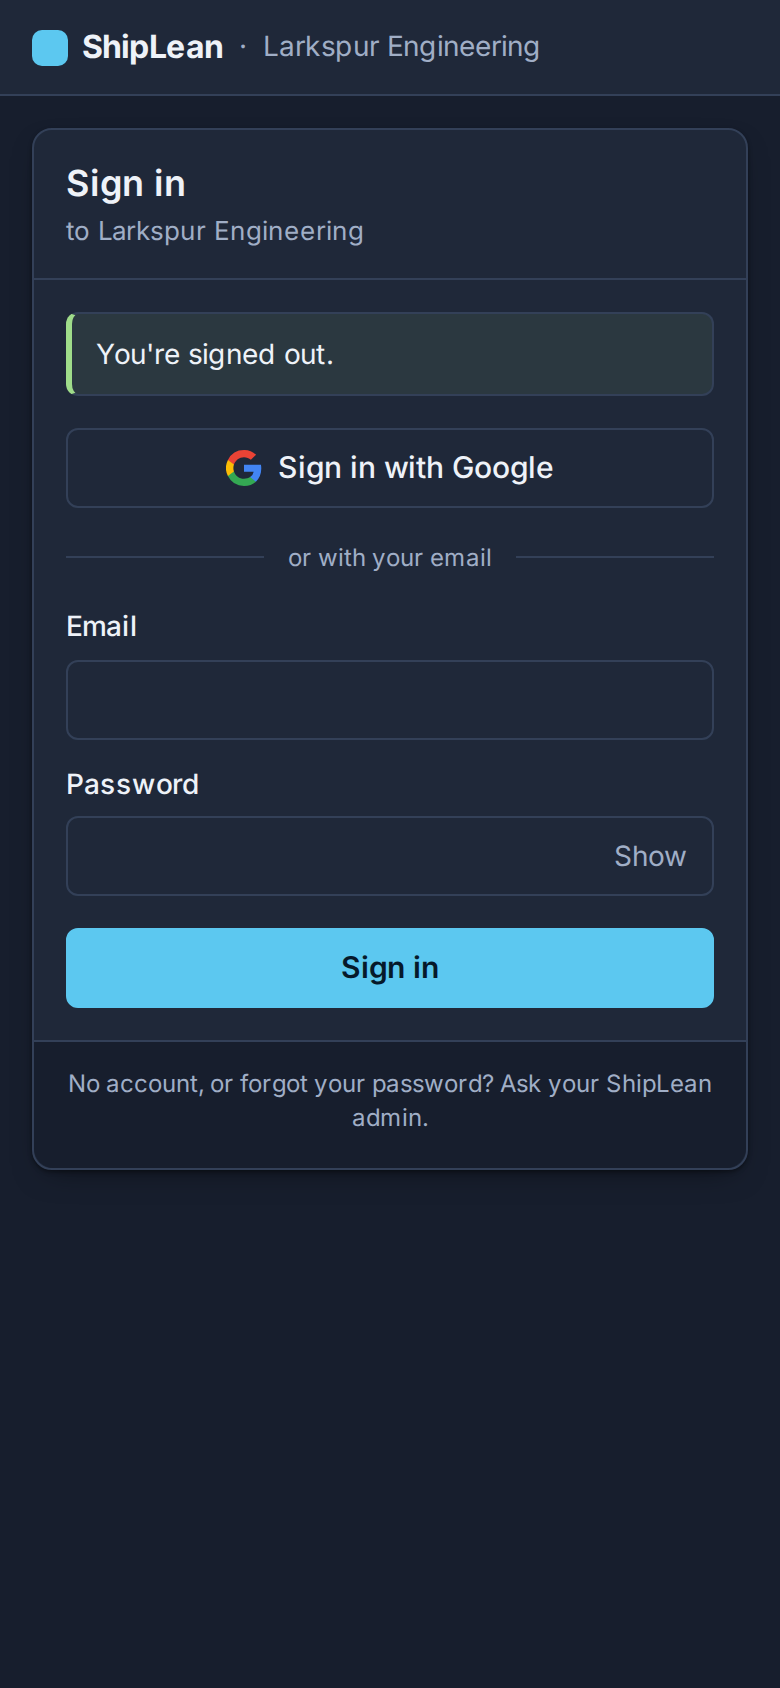 ShipLean · Larkspur Engineering
Sign in
to Larkspur Engineering
You're signed out.
Sign in with Google
or with your email
Email
Password
Show
Sign in
No account, or forgot your password? Ask your ShipLean
admin.